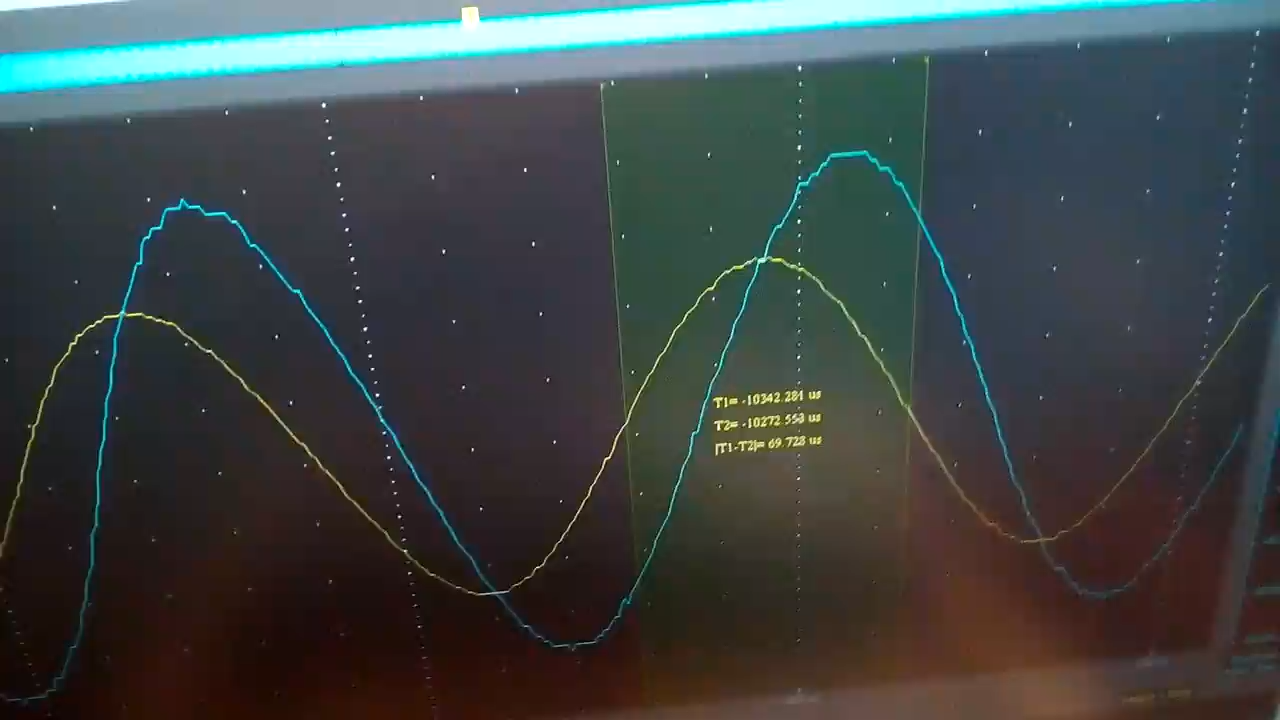 T1= -10342.281 us
T2= -10272.553 us
|T1-T2|= 69.728 us